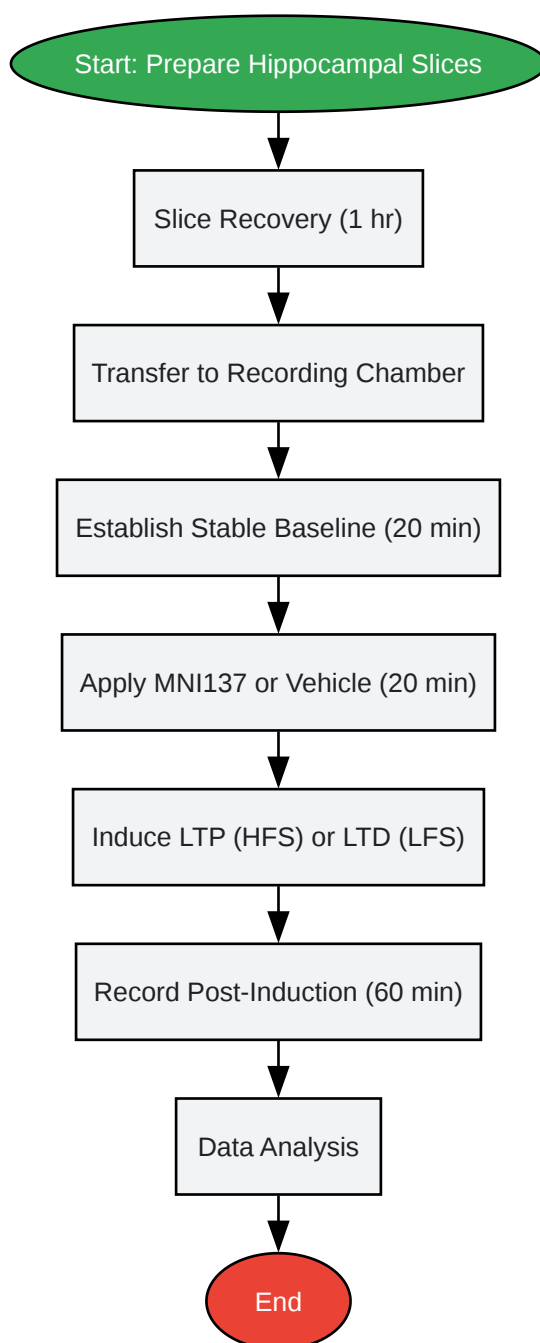 Start: Prepare Hippocampal Slices
Slice Recovery (1 hr)
Transfer to Recording Chamber
Establish Stable Baseline (20 min)
Apply MNI137 or Vehicle (20 min)
Induce LTP (HFS) or LTD (LFS)
Record Post-Induction (60 min)
Data Analysis
End